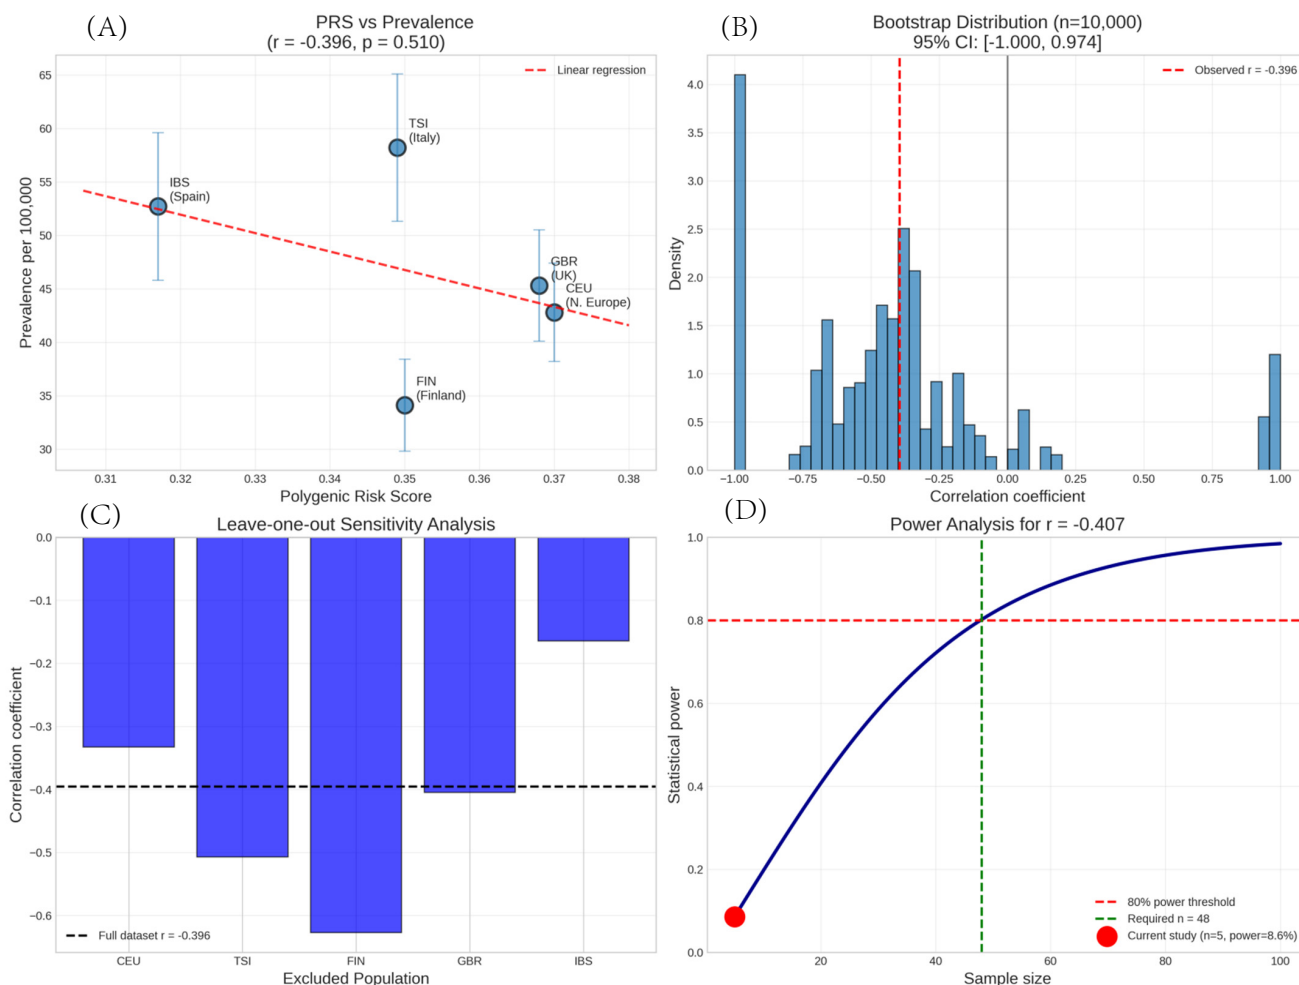 (A)
PRS vs Prevalence
(r = -0.396, p = 0.510)
Linear regression
65
60
55
50
45
40
35
30
Prevalence per 100,000
TSI
(Italy)
IBS
(Spain)
GBR
(UK)
CEU
(N. Europe)
FIN
(Finland)
0.31
0.32
0.33
0.34
0.35
0.36
0.37
0.38
Polygenic Risk Score
(B)
Bootstrap Distribution (n=10,000)
95% CI: [-1.000, 0.974]
Observed r = -0.396
4.0
3.5
3.0
2.5
2.0
1.5
1.0
0.5
0.0
Density
−1.00
−0.75
−0.50
−0.25
0.00
0.25
0.50
0.75
1.00
Correlation coefficient
(C)
Leave-one-out Sensitivity Analysis
0.0
−0.1
−0.2
−0.3
−0.4
−0.5
−0.6
Correlation coefficient
Full dataset r = -0.396
CEU
TSI
FIN
GBR
IBS
Excluded Population
(D)
Power Analysis for r = -0.407
1.0
0.8
0.6
0.4
0.2
0.0
Statistical power
80% power threshold
Required n = 48
Current study (n=5, power=8.6%)
20
40
60
80
100
Sample size